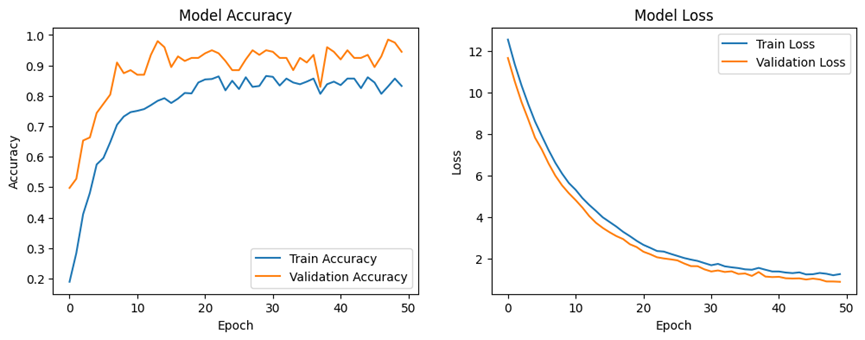 Model Accuracy
1.0
0.9
0.8
0.7
0.6
0.5
0.4
0.3
0.2
Accuracy
Train Accuracy
Validation Accuracy
0 10 20 30 40 50
Epoch
Model Loss
12
10
8
6
4
2
Loss
Train Loss
Validation Loss
0 10 20 30 40 50
Epoch